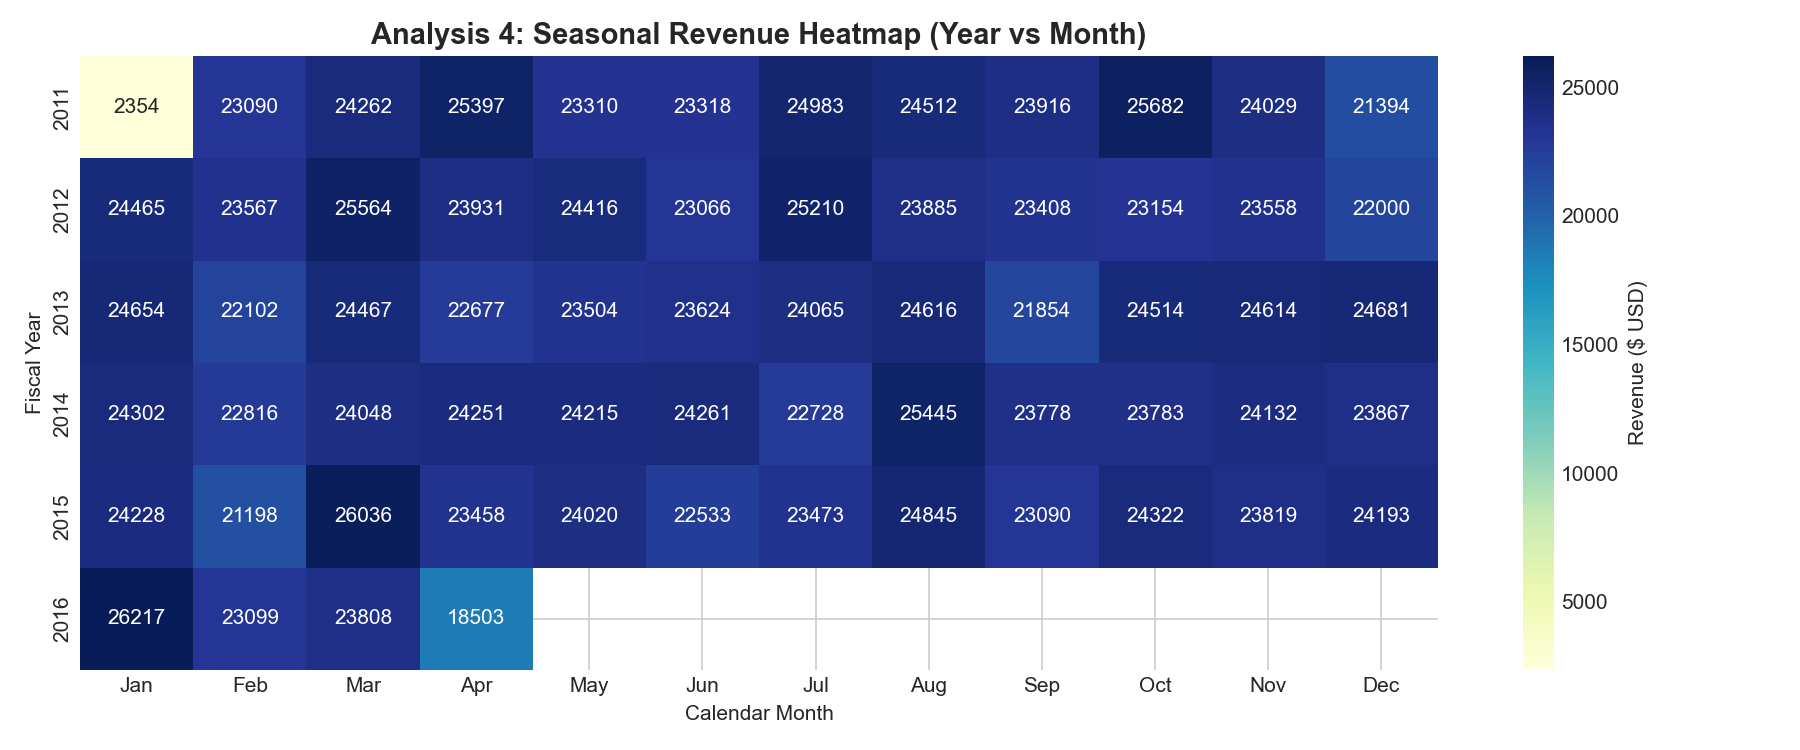 Analysis 4: Seasonal Revenue Heatmap (Year vs Month)
2011 2354 23090 24262 25397 23310 23318 24983 24512 23916 25682 24029 21394
2012 24465 23567 25564 23931 24416 23066 25210 23885 23408 23154 23558 22000
2013 24654 22102 24467 22677 23504 23624 24065 24616 21854 24514 24614 24681
2014 24302 22816 24048 24251 24215 24261 22728 25445 23778 23783 24132 23867
2015 24228 21198 26036 23458 24020 22533 23473 24845 23090 24322 23819 24193
2016 26217 23099 23808 18503
Jan Feb Mar Apr May Jun Jul Aug Sep Oct Nov Dec
Calendar Month
Fiscal Year
25000
20000
15000
10000
5000
Revenue ($ USD)